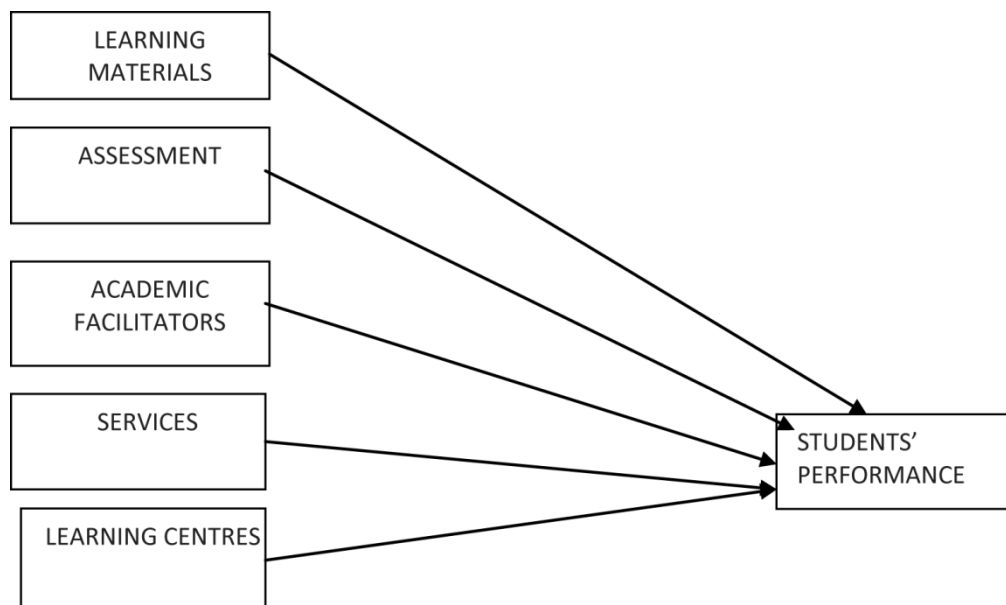 LEARNING
MATERIALS
ASSESSMENT
ACADEMIC
FACILITATORS
SERVICES
LEARNING CENTRES
STUDENTS’
PERFORMANCE